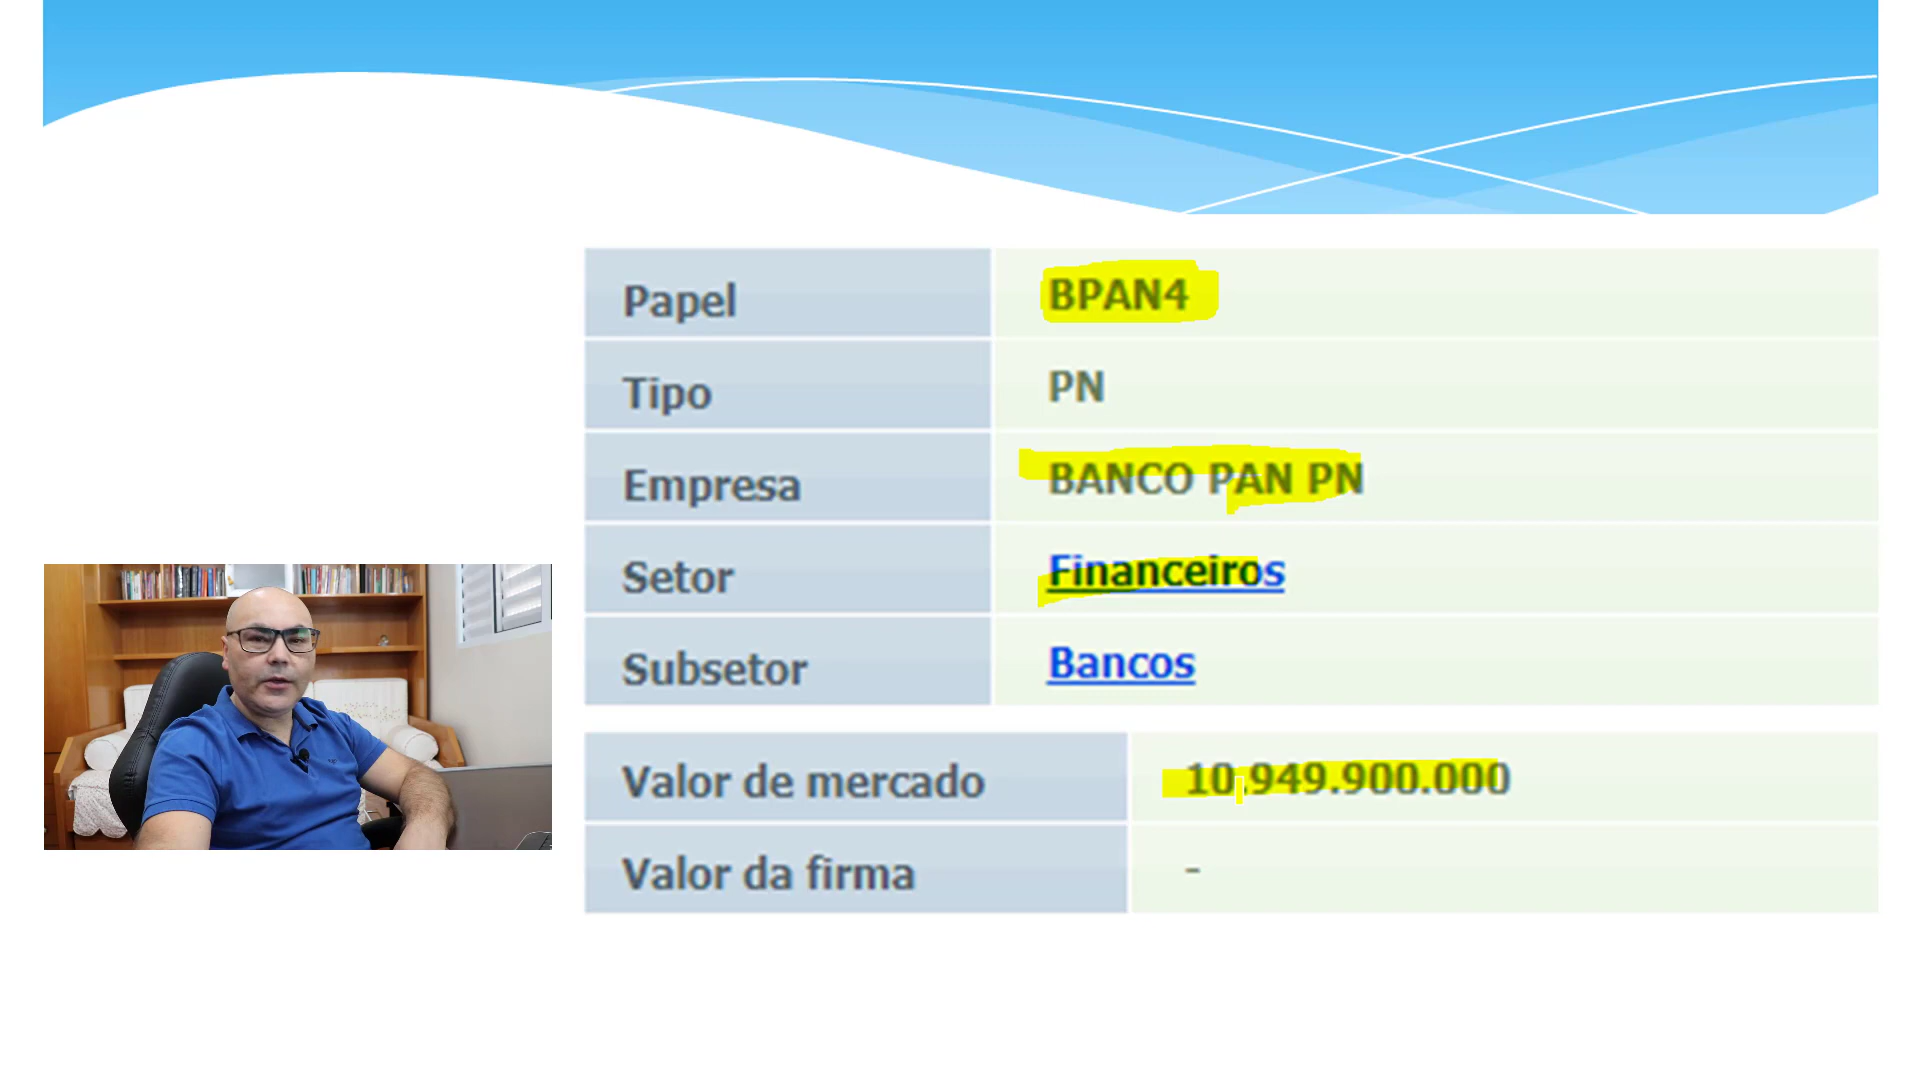 Papel BPAN4
Tipo PN
Empresa BANCO PAN PN
Setor Financeiros
Subsetor Bancos
Valor de mercado 10.949.900.000
Valor da firma -